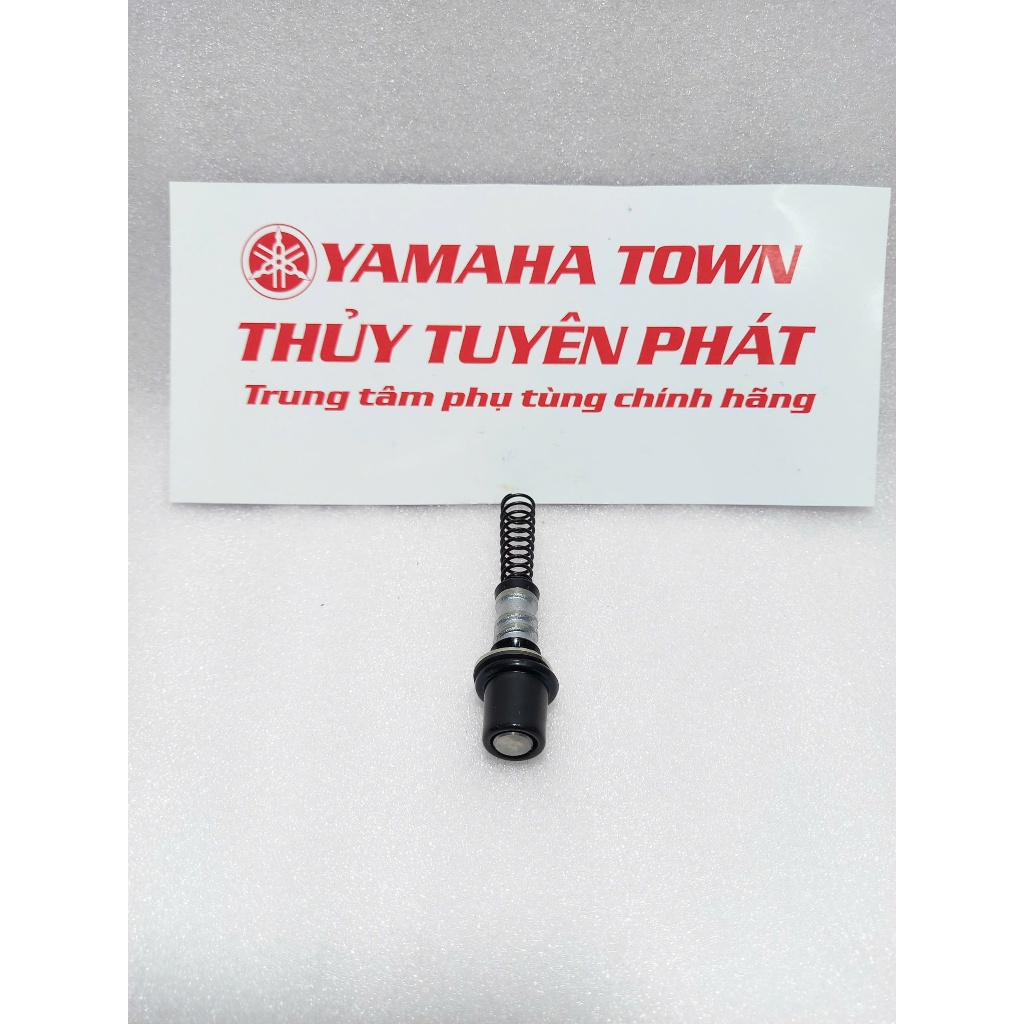 YAMAHA TOWN
THỦY TUYÊN PHÁT
Trung tâm phụ tùng chính hãng